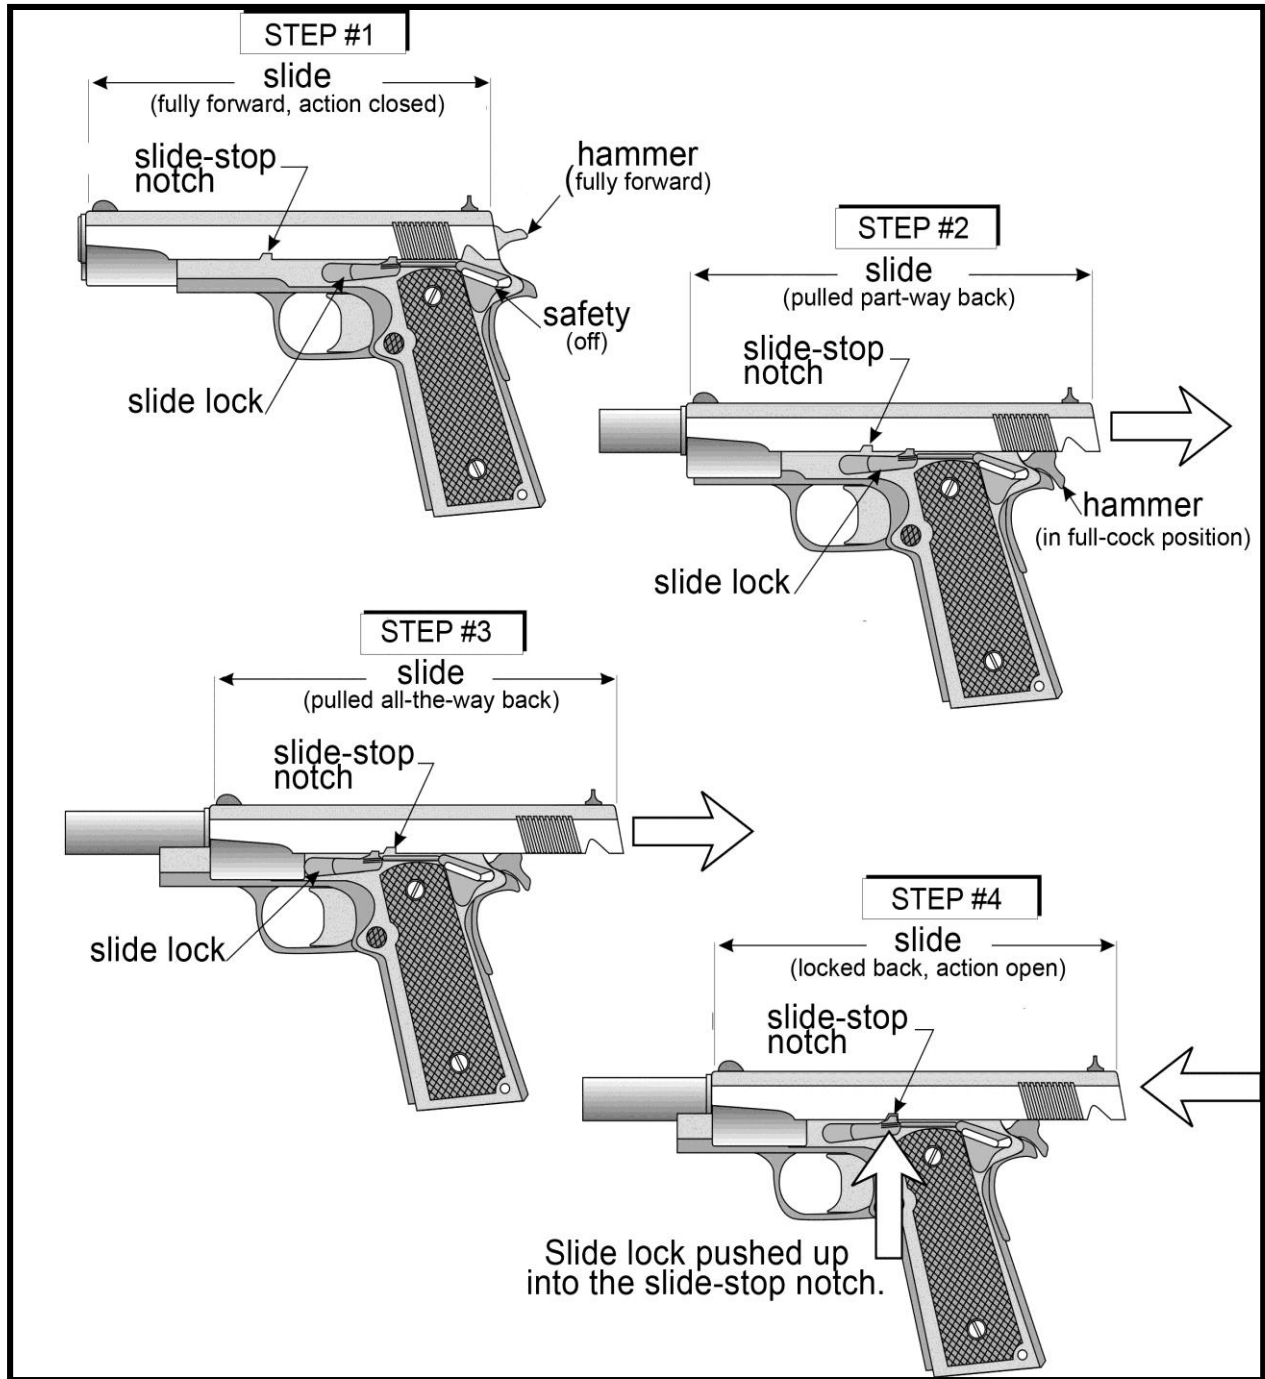 STEP #1
slide
(fully forward, action closed)
slide-stop
notch
hammer
(fully forward)
safety
(off)
slide lock
STEP #2
slide
(pulled part-way back)
slide-stop
notch
hammer
(in full-cock position)
slide lock
STEP #3
slide
(pulled all-the-way back)
slide-stop
notch
slide lock
STEP #4
slide
(locked back, action open)
slide-stop
notch
Slide lock pushed up
into the slide-stop notch.